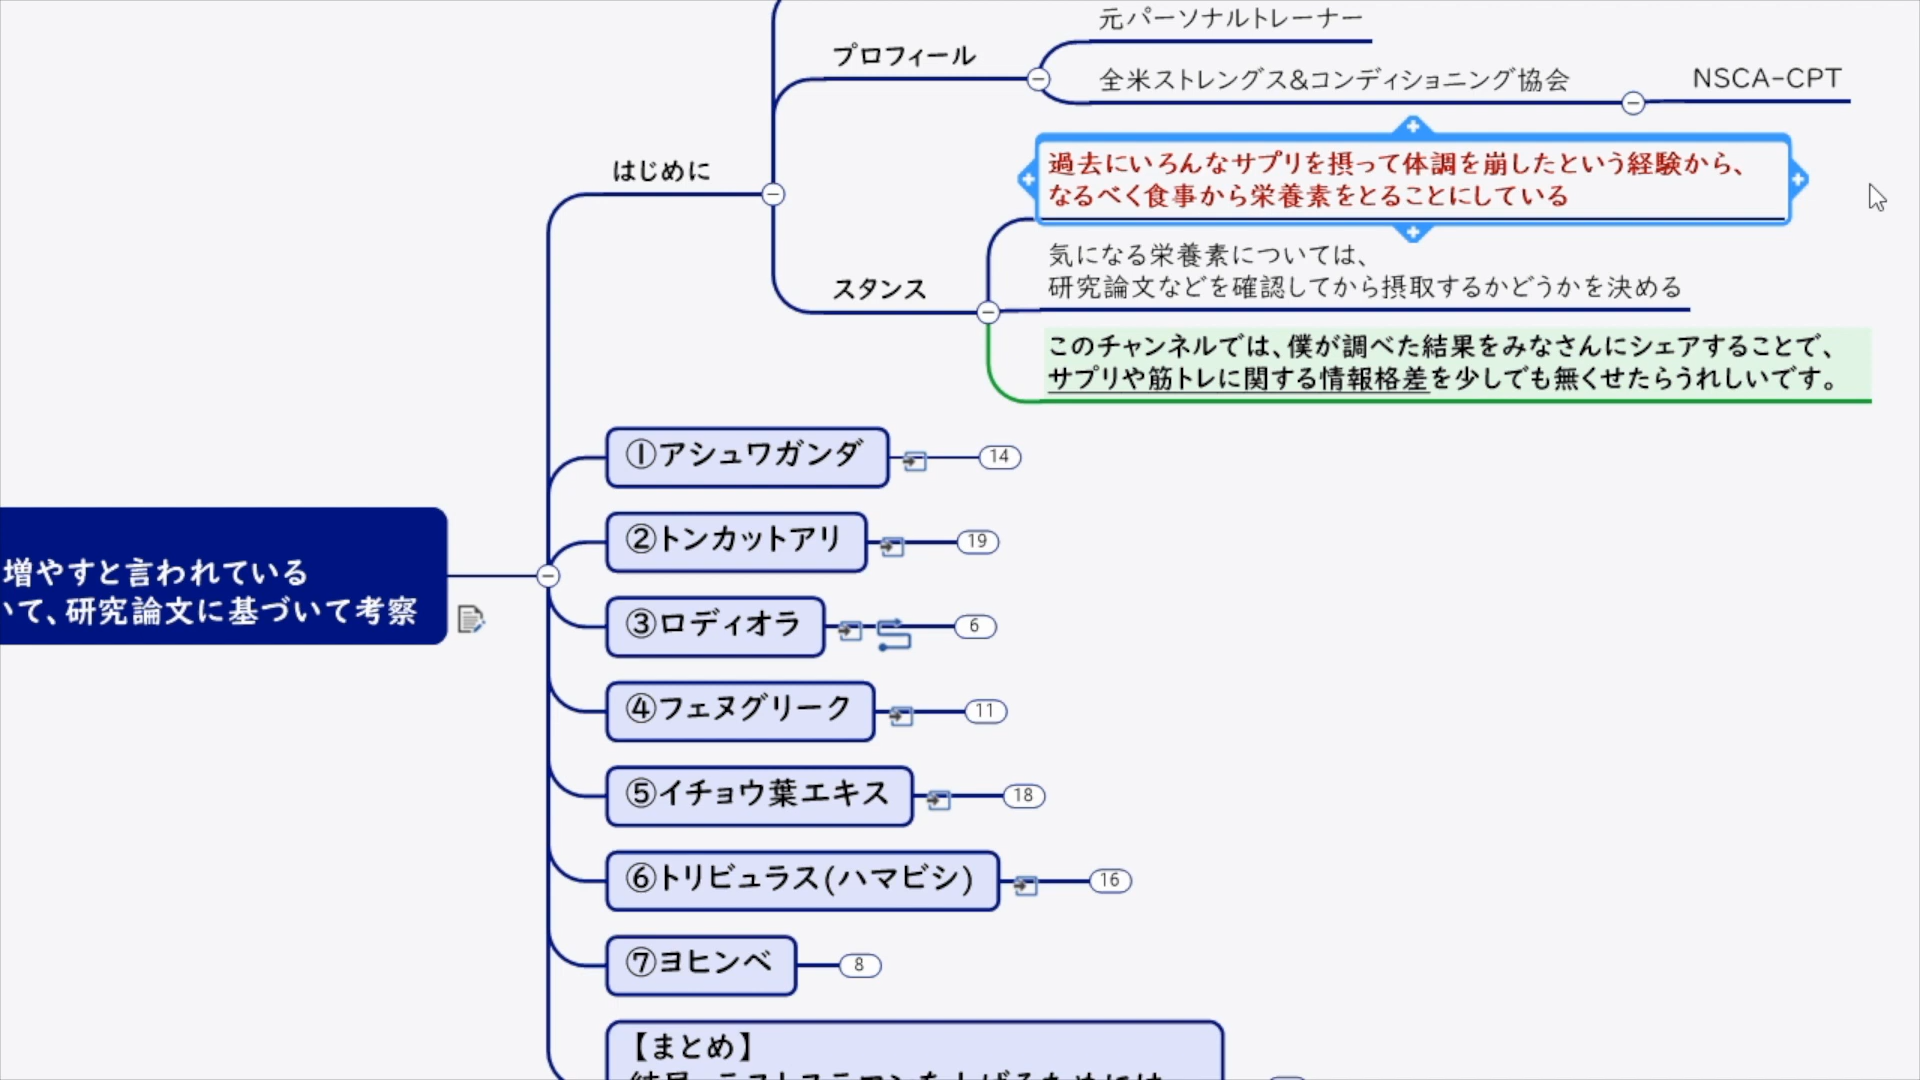 元パーソナルトレーナー
プロフィール
全米ストレングス&コンディショニング協会
NSCA-CPT
はじめに
過去にいろんなサプリを摂って体調を崩したという経験から、
なるべく食事から栄養素をとることにしている
スタンス
気になる栄養素については、
研究論文などを確認してから摂取するかどうかを決める
このチャンネルでは、僕が調べた結果をみなさんにシェアすることで、
サプリや筋トレに関する情報格差を少しでも無くせたらうれしいです。
増やすと言われている
いて、研究論文に基づいて考察
①アシュワガンダ
14
②トンカットアリ
19
③ロディオラ
6
④フェヌグリーク
11
⑤イチョウ葉エキス
18
⑥トリビュラス(ハマビシ)
16
⑦ヨヒンベ
8
【まとめ】